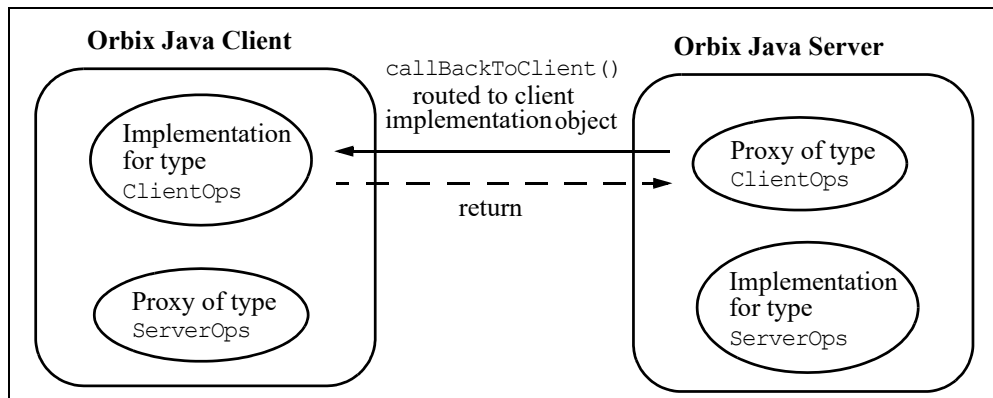 Orbix Java Client
Orbix Java Server
callBackToClient()
routed to client
implementation object
Implementation
for type
ClientOps
Proxy of type
ClientOps
return
Proxy of type
ServerOps
Implementation
for type
ServerOps